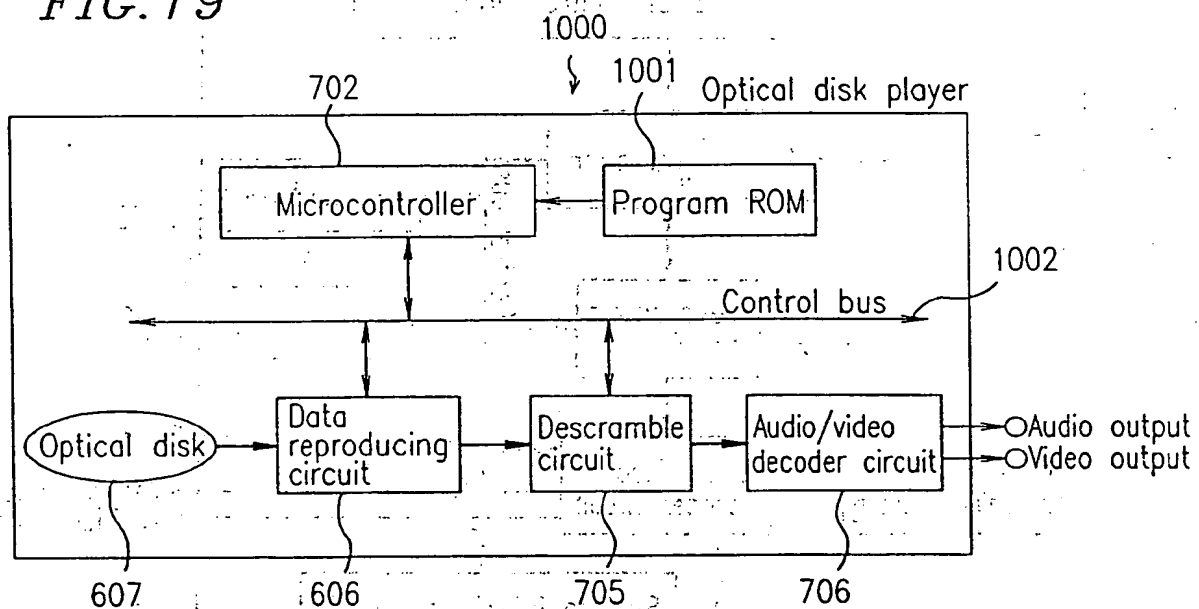 FIG. 79
1000
702
1001
Optical disk player
Microcontroller
Program ROM
1002
Control bus
Optical disk
Data
reproducing
circuit
Descramble
circuit
Audio/video
decoder circuit
Audio output
Video output
607
606
705
706